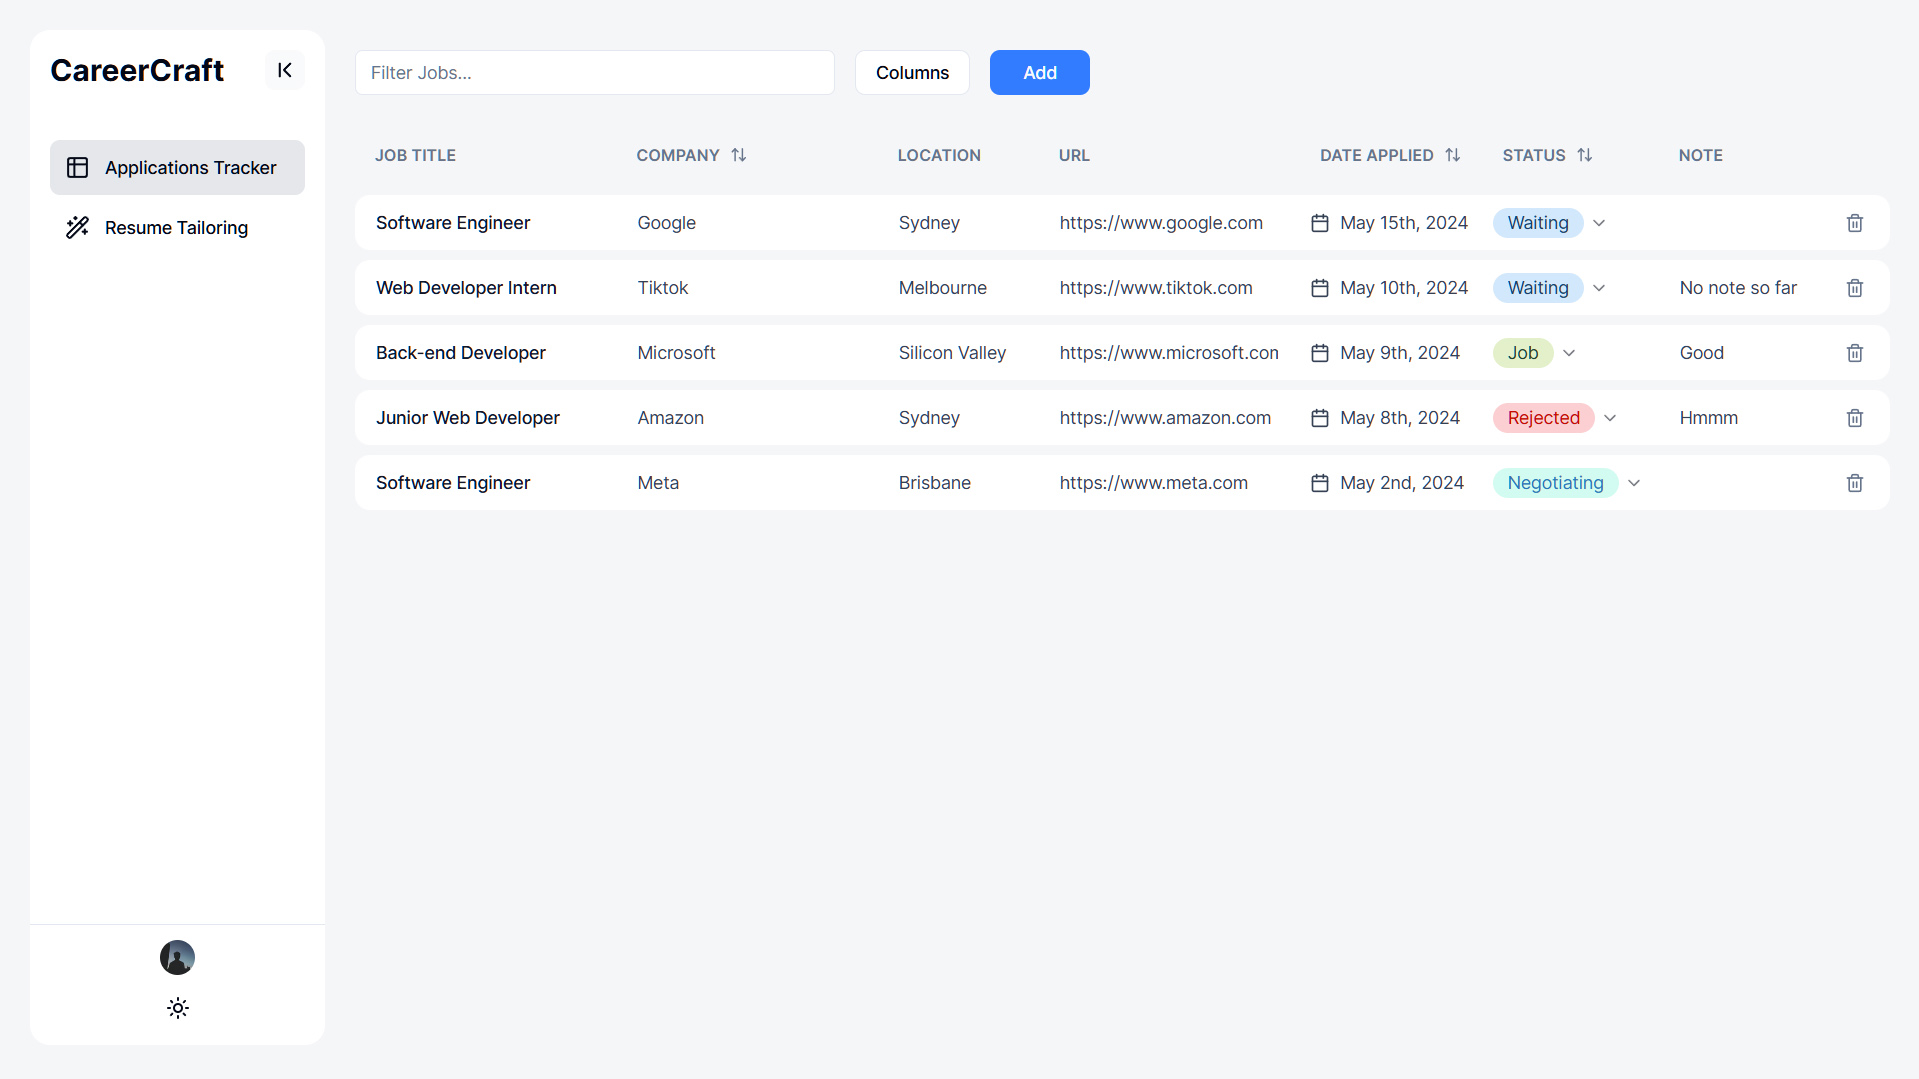 CareerCraft
Applications Tracker
Resume Tailoring
Filter Jobs...
Columns
Add
JOB TITLE COMPANY LOCATION URL DATE APPLIED STATUS NOTE
Software Engineer Google Sydney https://www.google.com May 15th, 2024 Waiting
Web Developer Intern Tiktok Melbourne https://www.tiktok.com May 10th, 2024 Waiting No note so far
Back-end Developer Microsoft Silicon Valley https://www.microsoft.con May 9th, 2024 Job Good
Junior Web Developer Amazon Sydney https://www.amazon.com May 8th, 2024 Rejected Hmmm
Software Engineer Meta Brisbane https://www.meta.com May 2nd, 2024 Negotiating